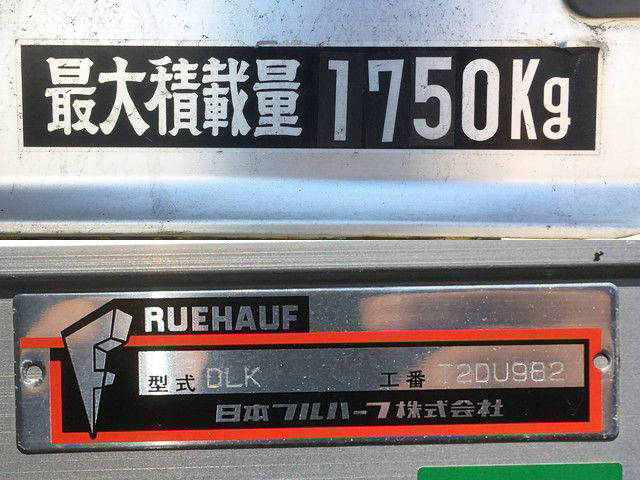 最大積載量 1750Kg
FRUEHAUF
型式 DLK 工番 T2DU982
日本フルハーフ株式会社